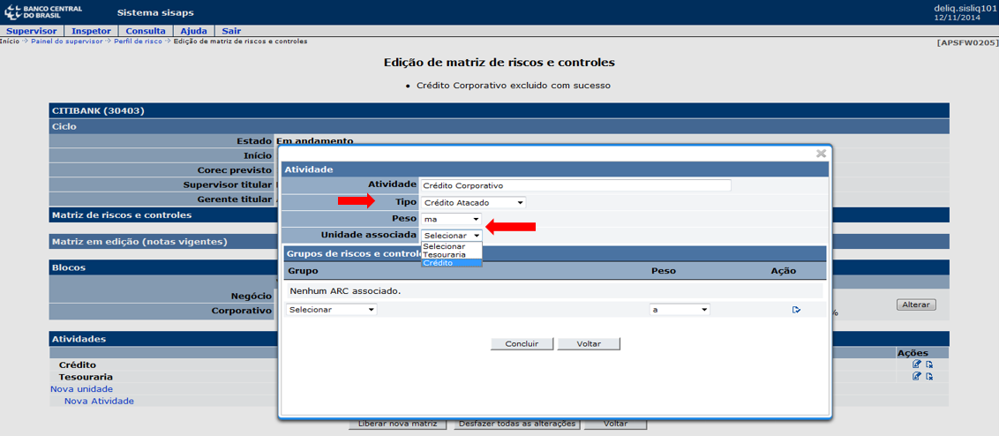 BANCO CENTRAL
DO BRASIL
Sistema sisaps
deliq.sisliq101
12/11/2014
Supervisor Inspetor Consulta Ajuda Sair
Início Painel do supervisor Perfil de risco Edição de matriz de riscos e controles
[APSFW0205]
Edição de matriz de riscos e controles
• Crédito Corporativo excluido com sucesso
CITIBANK (30403)
Ciclo
Estado Em andamento
Início
Corec previsto
Supervisor titular
Gerente titular
Matriz de riscos e controles
Matriz em edição (notas vigentes)
Blocos
Negócio
Corporativo % Alterar
Atividades
Ações
Crédito
Tesouraria
Nova unidade
Nova Atividade
Liberar nova matriz Desfazer todas as alterações Voltar
Atividade
Atividade Crédito Corporativo
Tipo Crédito Atacado
Peso ma
Unidade associada Selecionar
Selecionar
Tesouraria
Crédito
Grupos de riscos e control
Grupo Peso Ação
Nenhum ARC associado.
Selecionar a
Concluir Voltar